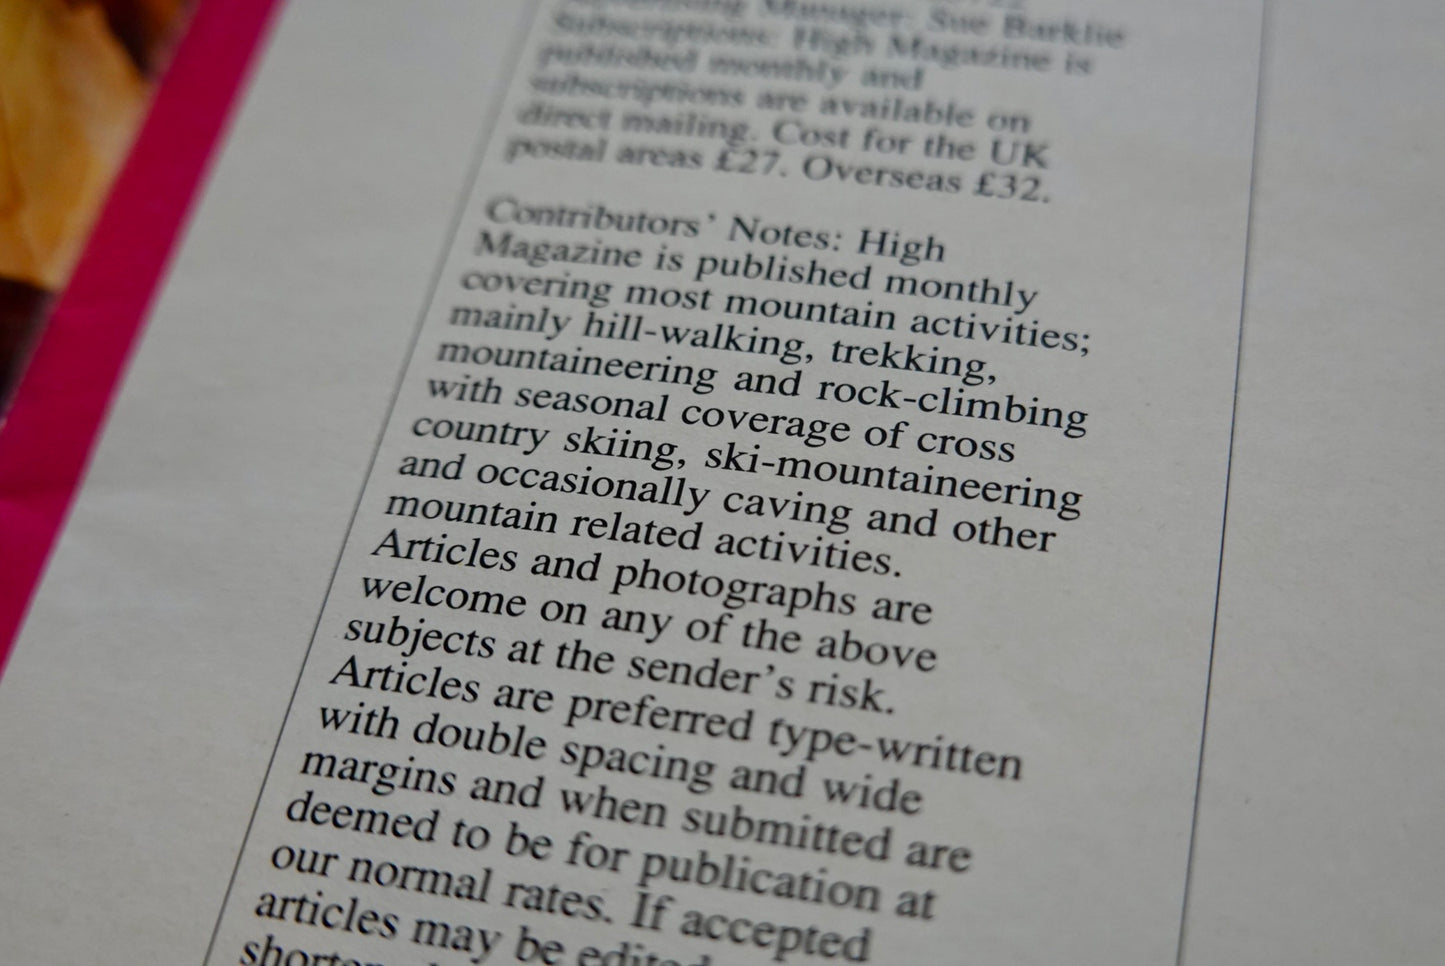 Advertising Manager: Sue Barklie
Subscriptions: High Magazine is
published monthly and
subscriptions are available on
direct mailing. Cost for the UK
postal areas £27. Overseas £32.
Contributors’ Notes: High
Magazine is published monthly
covering most mountain activities;
mainly hill-walking, trekking,
mountaineering and rock-climbing
with seasonal coverage of cross
country skiing, ski-mountaineering
and occasionally caving and other
mountain related activities.
Articles and photographs are
welcome on any of the above
subjects at the sender’s risk.
Articles are preferred type-written
with double spacing and wide
margins and when submitted are
deemed to be for publication at
our normal rates. If accepted
articles may be